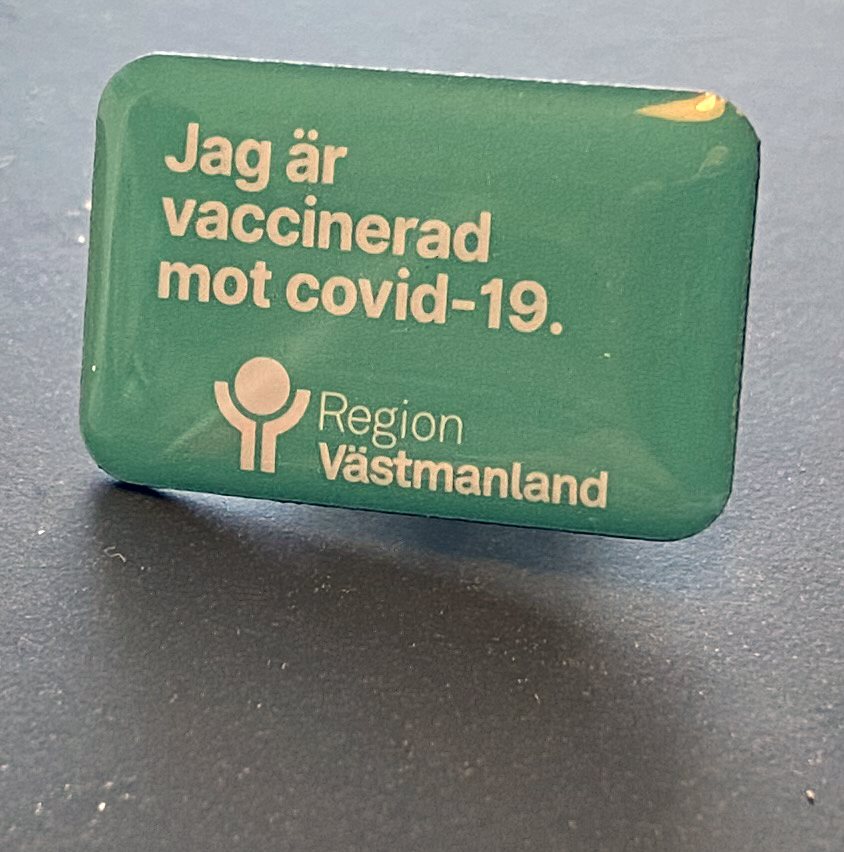 Jag är
vaccinerad
mot covid-19.
Region
Västmanland